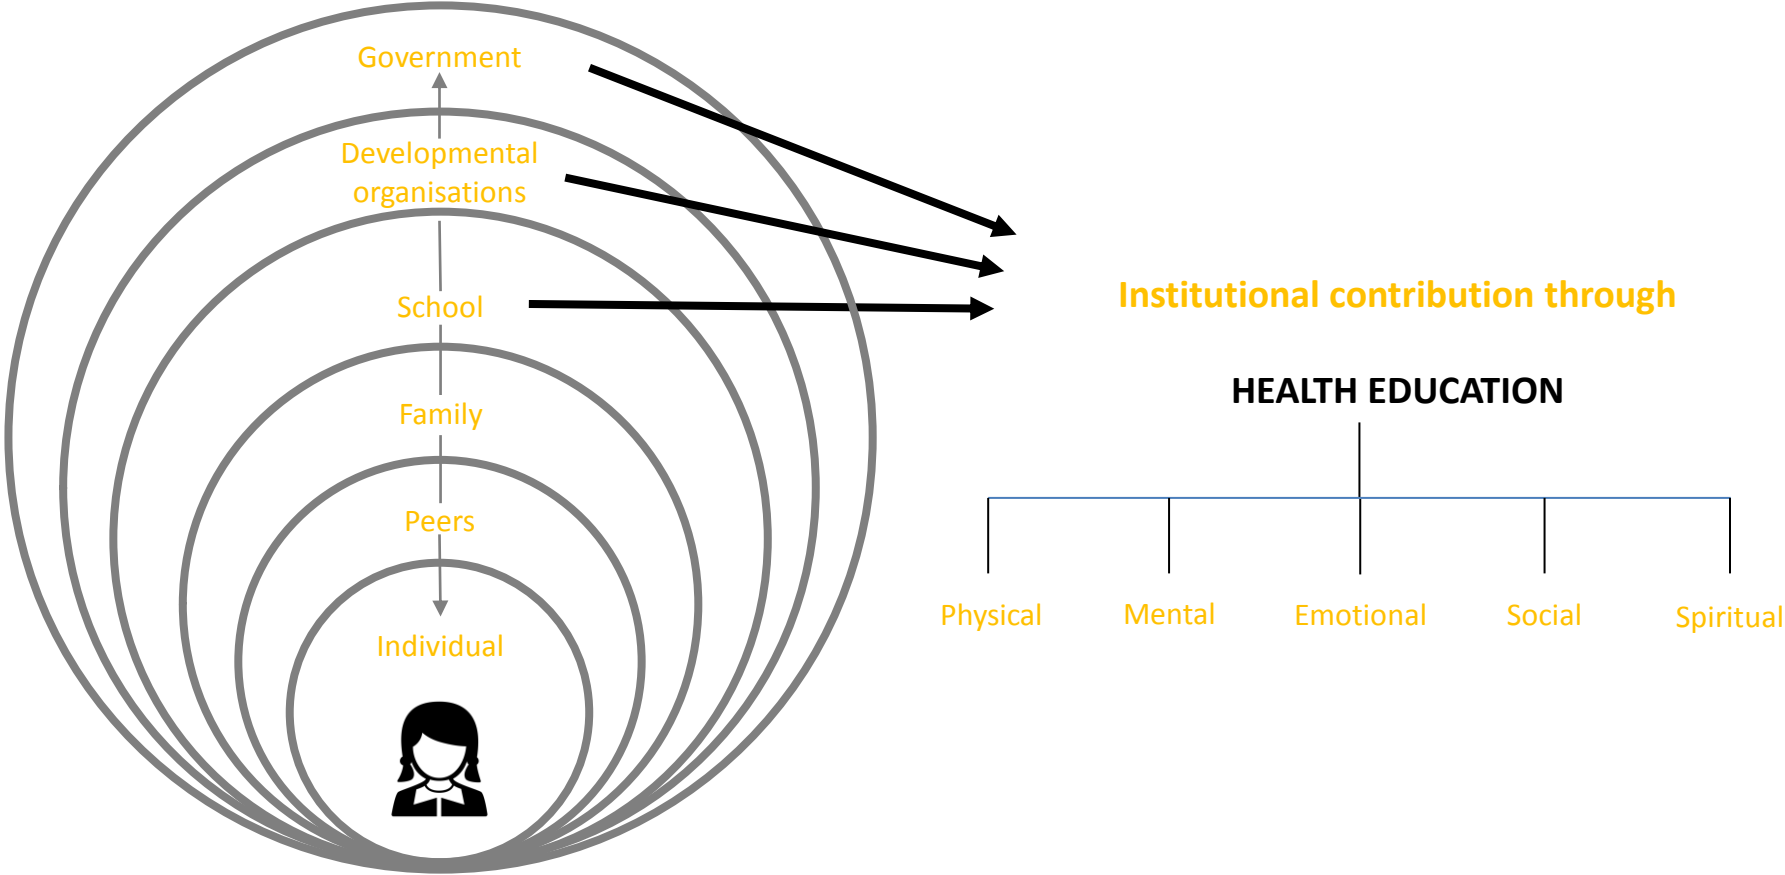 Government
Developmental
organisations
School
Family
Peers
Individual
Institutional contribution through
HEALTH EDUCATION
Physical
Mental
Emotional
Social
Spiritual